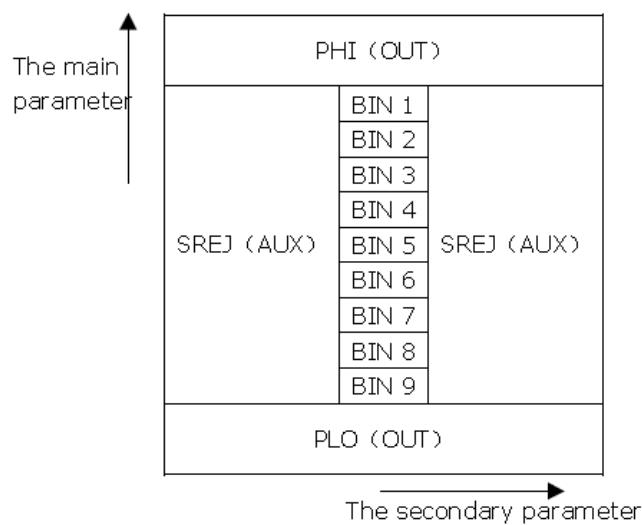 PHI (OUT)
The main
parameter
BIN 1
BIN 2
BIN 3
BIN 4
SREJ (AUX) BIN 5 SREJ (AUX)
BIN 6
BIN 7
BIN 8
BIN 9
PLO (OUT)
The secondary parameter